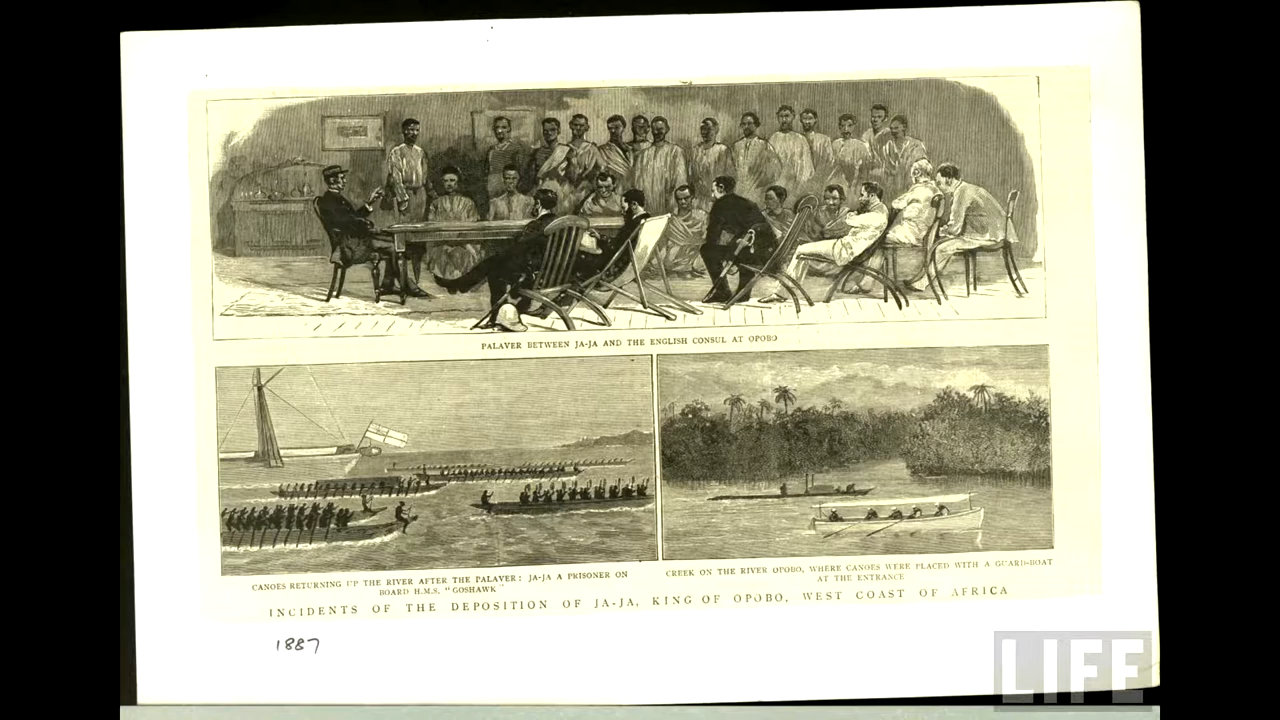 PALAVER BETWEEN JA-JA AND THE ENGLISH CONSUL AT OPOBO
CANOES RETURNING UP THE RIVER AFTER THE PALAVER: JA-JA A PRISONER ON
BOARD H.M.S. "GOSHAWK"
CREEK ON THE RIVER OPOBO, WHERE CANOES WERE PLACED WITH A GUARD-BOAT
AT THE ENTRANCE
INCIDENTS OF THE DEPOSITION OF JA-JA, KING OF OPOBO, WEST COAST OF AFRICA
1887
LIFE